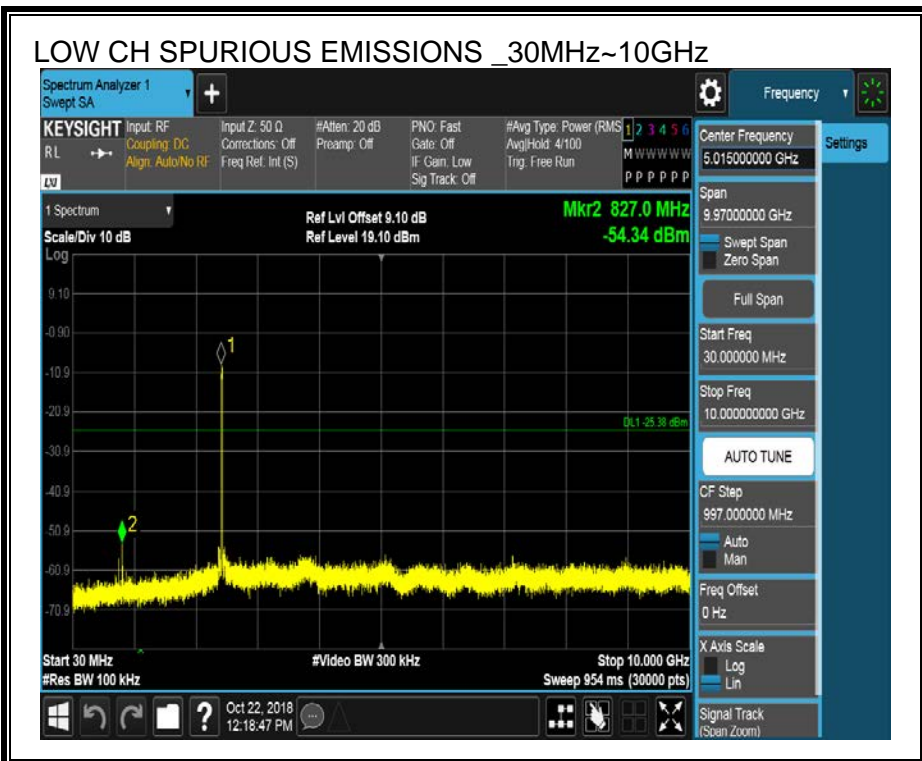 LOW CH SPURIOUS EMISSIONS _30MHz~10GHz
Spectrum Analyzer 1
Swept SA
+
Frequency
KEYSIGHT
RL
LXI
Input: RF
Coupling: DC
Align: Auto/No RF
Input Z: 50 Ω
Corrections: Off
Freq Ref: Int (S)
#Atten: 20 dB
Preamp: Off
PNO: Fast
Gate: Off
IF Gain: Low
Sig Track: Off
#Avg Type: Power (RMS
Avg|Hold: 4/100
Trig: Free Run
1 2 3 4 5 6
M W W W W W
P P P P P P
Settings
1 Spectrum
Scale/Div 10 dB
Log
Ref Lvl Offset 9.10 dB
Ref Level 19.10 dBm
Mkr2 827.0 MHz
-54.34 dBm
9.10
-0.90
-10.9
-20.9
-30.9
-40.9
-50.9
-60.9
-70.9
1
2
DL1 -25.38 dBm
Start 30 MHz
#Res BW 100 kHz
#Video BW 300 kHz
Stop 10.000 GHz
Sweep 954 ms (30000 pts)
?
Oct 22, 2018
12:18:47 PM
Center Frequency
5.015000000 GHz
Span
9.97000000 GHz
Swept Span
Zero Span
Full Span
Start Freq
30.000000 MHz
Stop Freq
10.000000000 GHz
AUTO TUNE
CF Step
997.000000 MHz
Auto
Man
Freq Offset
0 Hz
X Axis Scale
Log
Lin
Signal Track
(Span Zoom)